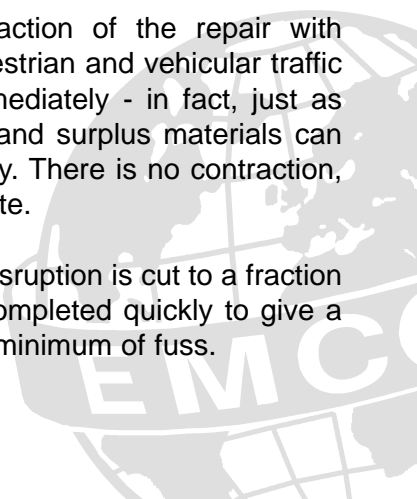 action of the repair with
estrian and vehicular traffic
mediately - in fact, just as
and surplus materials can
y. There is no contraction,
te.
sruption is cut to a fraction
ompleted quickly to give a
minimum of fuss.
EMCO